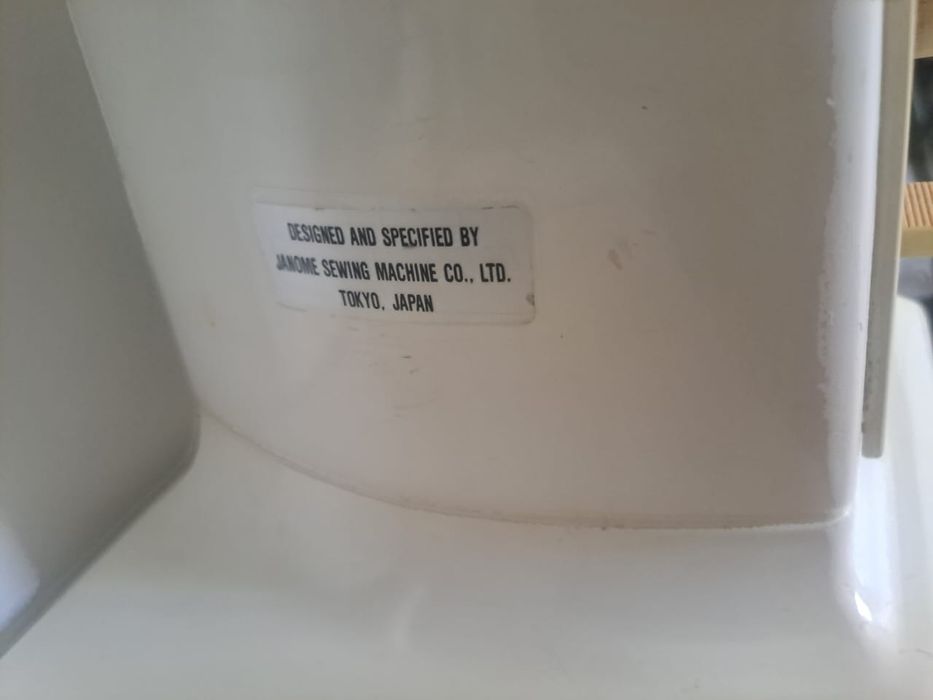 DESIGNED AND SPECIFIED BY
JANOME SEWING MACHINE CO., LTD.
TOKYO, JAPAN